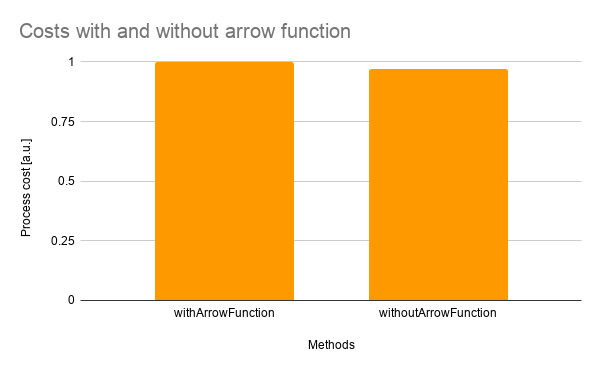 Costs with and without arrow function
1
0.75
0.5
0.25
0
Process cost [a.u.]
withArrowFunction
withoutArrowFunction
Methods